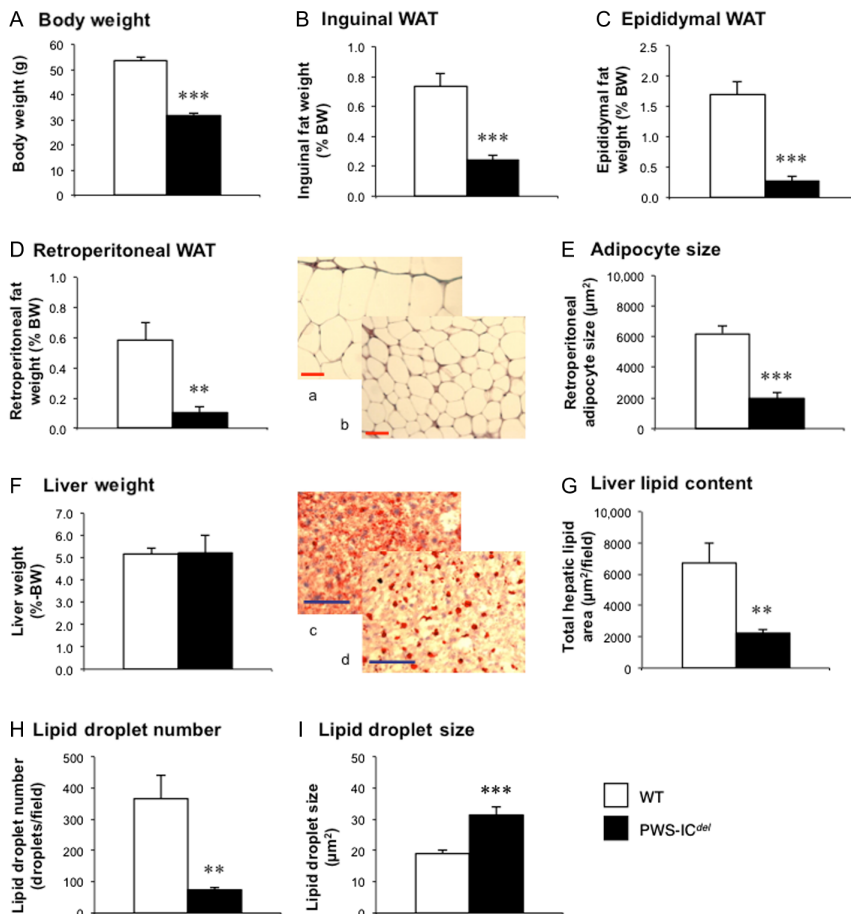 A Body weight
Body weight (g)
60
50
40
30
20
10
0
***
B Inguinal WAT
Inguinal fat weight
(% BW)
1.0
0.8
0.6
0.4
0.2
0.0
***
C Epididymal WAT
Epididymal fat
weight (% BW)
2.5
2.0
1.5
1.0
0.5
0.0
***
D Retroperitoneal WAT
Retroperitoneal fat
weight (% BW)
1.0
0.8
0.6
0.4
0.2
0.0
**
a
b
E Adipocyte size
Retroperitoneal
adipocyte size (µm²)
10,000
8000
6000
4000
2000
0
***
F Liver weight
Liver weight
(%-BW)
7.0
6.0
5.0
4.0
3.0
2.0
1.0
0.0
c
d
G Liver lipid content
Total hepatic lipid
area (µm²/field)
10,000
8000
6000
4000
2000
0
**
H Lipid droplet number
Lipid droplet number
(droplets/field)
500
400
300
200
100
0
**
I Lipid droplet size
Lipid droplet size
(µm²)
40
30
20
10
0
***
WT
PWS-ICdel